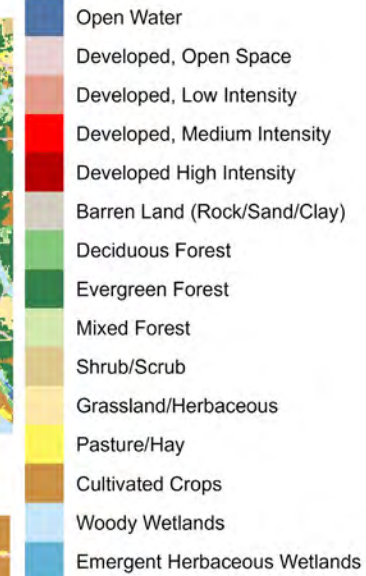 Open Water
Developed, Open Space
Developed, Low Intensity
Developed, Medium Intensity
Developed High Intensity
Barren Land (Rock/Sand/Clay)
Deciduous Forest
Evergreen Forest
Mixed Forest
Shrub/Scrub
Grassland/Herbaceous
Pasture/Hay
Cultivated Crops
Woody Wetlands
Emergent Herbaceous Wetlands